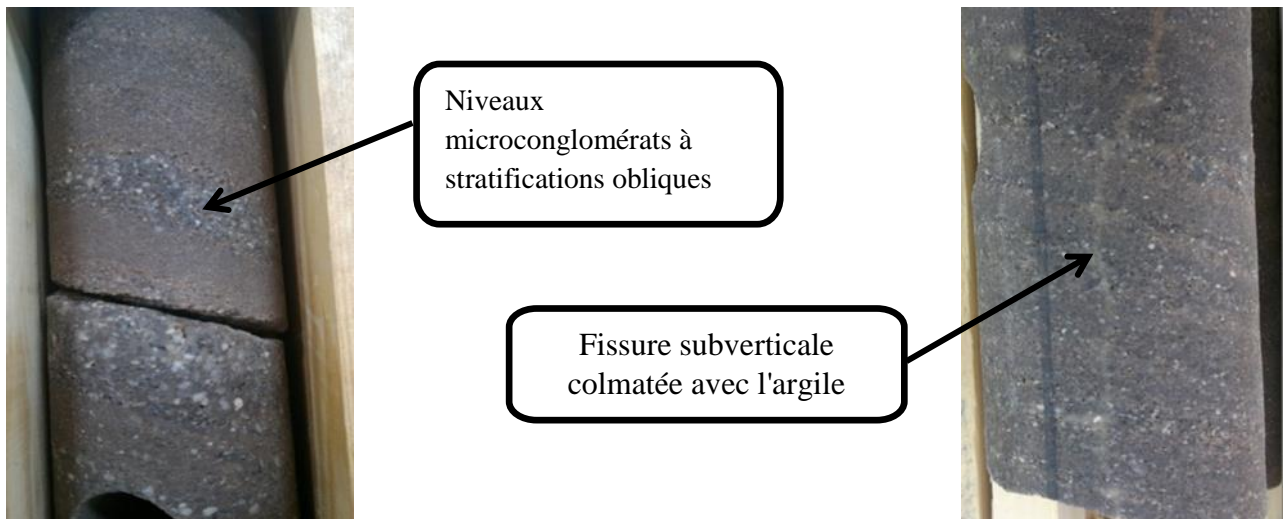 Niveaux
microconglomérats à
stratifications obliques
Fissure subverticale
colmatée avec l'argile